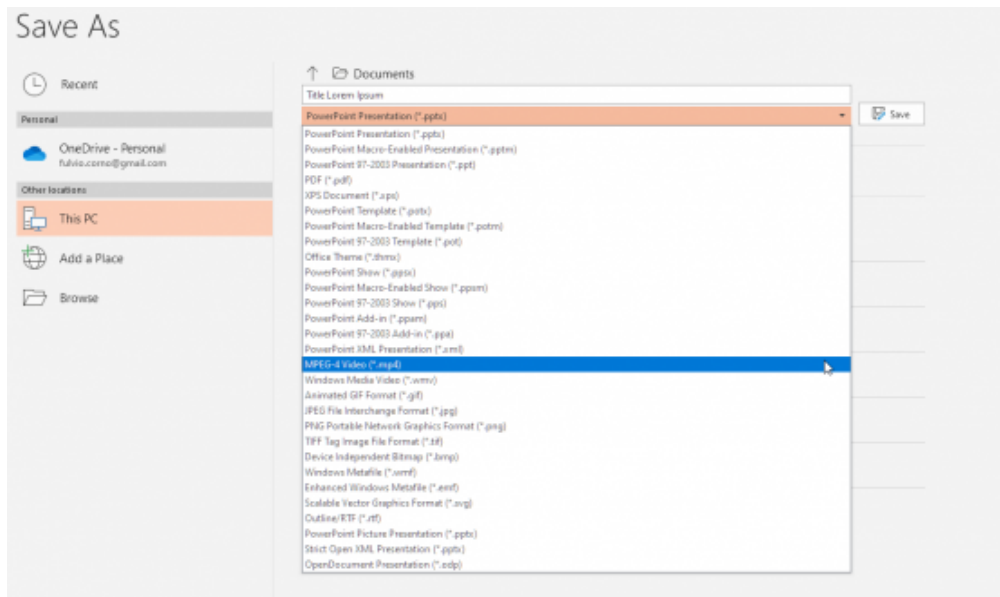 Save As
Recent
Personal
OneDrive - Personal
fulvio.corno@gmail.com
Other locations
This PC
Add a Place
Browse
Documents
Title Lorem Ipsum
PowerPoint Presentation (*.pptx)
Save
PowerPoint Presentation (*.pptx)
PowerPoint Macro-Enabled Presentation (*.pptm)
PowerPoint 97-2003 Presentation (*.ppt)
PDF (*.pdf)
XPS Document (*.xps)
PowerPoint Template (*.potx)
PowerPoint Macro-Enabled Template (*.potm)
PowerPoint 97-2003 Template (*.pot)
Office Theme (*.thmx)
PowerPoint Show (*.ppsx)
PowerPoint Macro-Enabled Show (*.ppsm)
PowerPoint 97-2003 Show (*.pps)
PowerPoint Add-in (*.ppam)
PowerPoint 97-2003 Add-in (*.ppa)
PowerPoint XML Presentation (*.xml)
MPEG-4 Video (*.mp4)
Windows Media Video (*.wmv)
Animated GIF Format (*.gif)
JPEG File Interchange Format (*.jpg)
PNG Portable Network Graphics Format (*.png)
TIFF Tag Image File Format (*.tif)
Device Independent Bitmap (*.bmp)
Windows Metafile (*.wmf)
Enhanced Windows Metafile (*.emf)
Scalable Vector Graphics Format (*.svg)
Outline/RTF (*.rtf)
PowerPoint Picture Presentation (*.pptx)
Strict Open XML Presentation (*.pptx)
OpenDocument Presentation (*.odp)